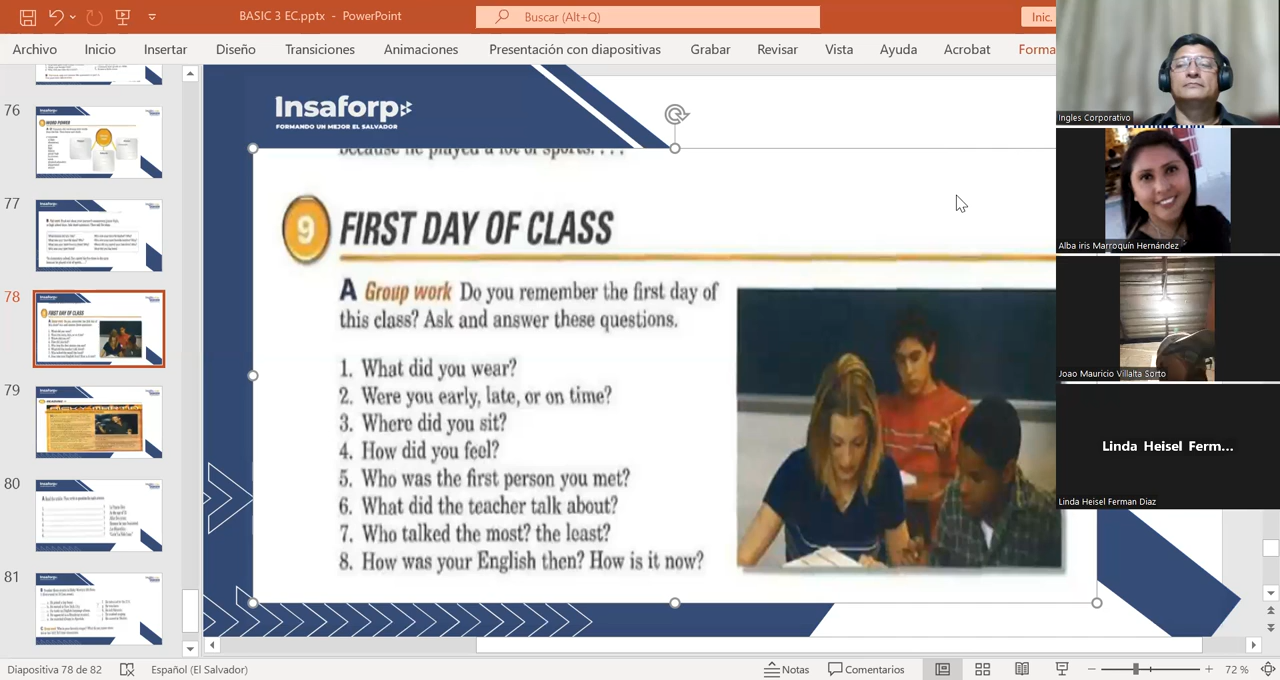 BASIC 3 EC.pptx - PowerPoint
Buscar (Alt+Q)
Inic.
Archivo Inicio Insertar Diseño Transiciones Animaciones Presentación con diapositivas Grabar Revisar Vista Ayuda Acrobat Forma
76
77
78
79
80
81
Insaforp
FORMANDO UN MEJOR EL SALVADOR
because he played a lot of sports. . . .
9 FIRST DAY OF CLASS
A Group work Do you remember the first day of
this class? Ask and answer these questions.
1. What did you wear?
2. Were you early, late, or on time?
3. Where did you sit?
4. How did you feel?
5. Who was the first person you met?
6. What did the teacher talk about?
7. Who talked the most? the least?
8. How was your English then? How is it now?
Ingles Corporativo
Alba iris Marroquín Hernández
Joao Mauricio Villalta Sorto
Linda Heisel Ferm...
Linda Heisel Ferman Diaz
Diapositiva 78 de 82 Español (El Salvador) Notas Comentarios 72 %